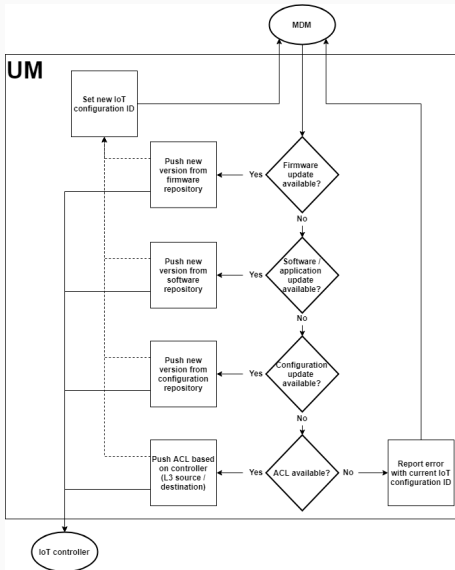 MDM
UM
Set new IoT
configuration ID
Push new
version from
firmware
repository
Yes
Firmware
update
available?
No
Push new
version from
software
repository
Yes
Software /
application
update
available?
No
Push new
version from
configuration
repository
Yes
Configuration
update
available?
No
Push ACL based
on controller
(L3 source /
destination)
Yes
ACL available?
No
Report error
with current IoT
configuration ID
IoT controller